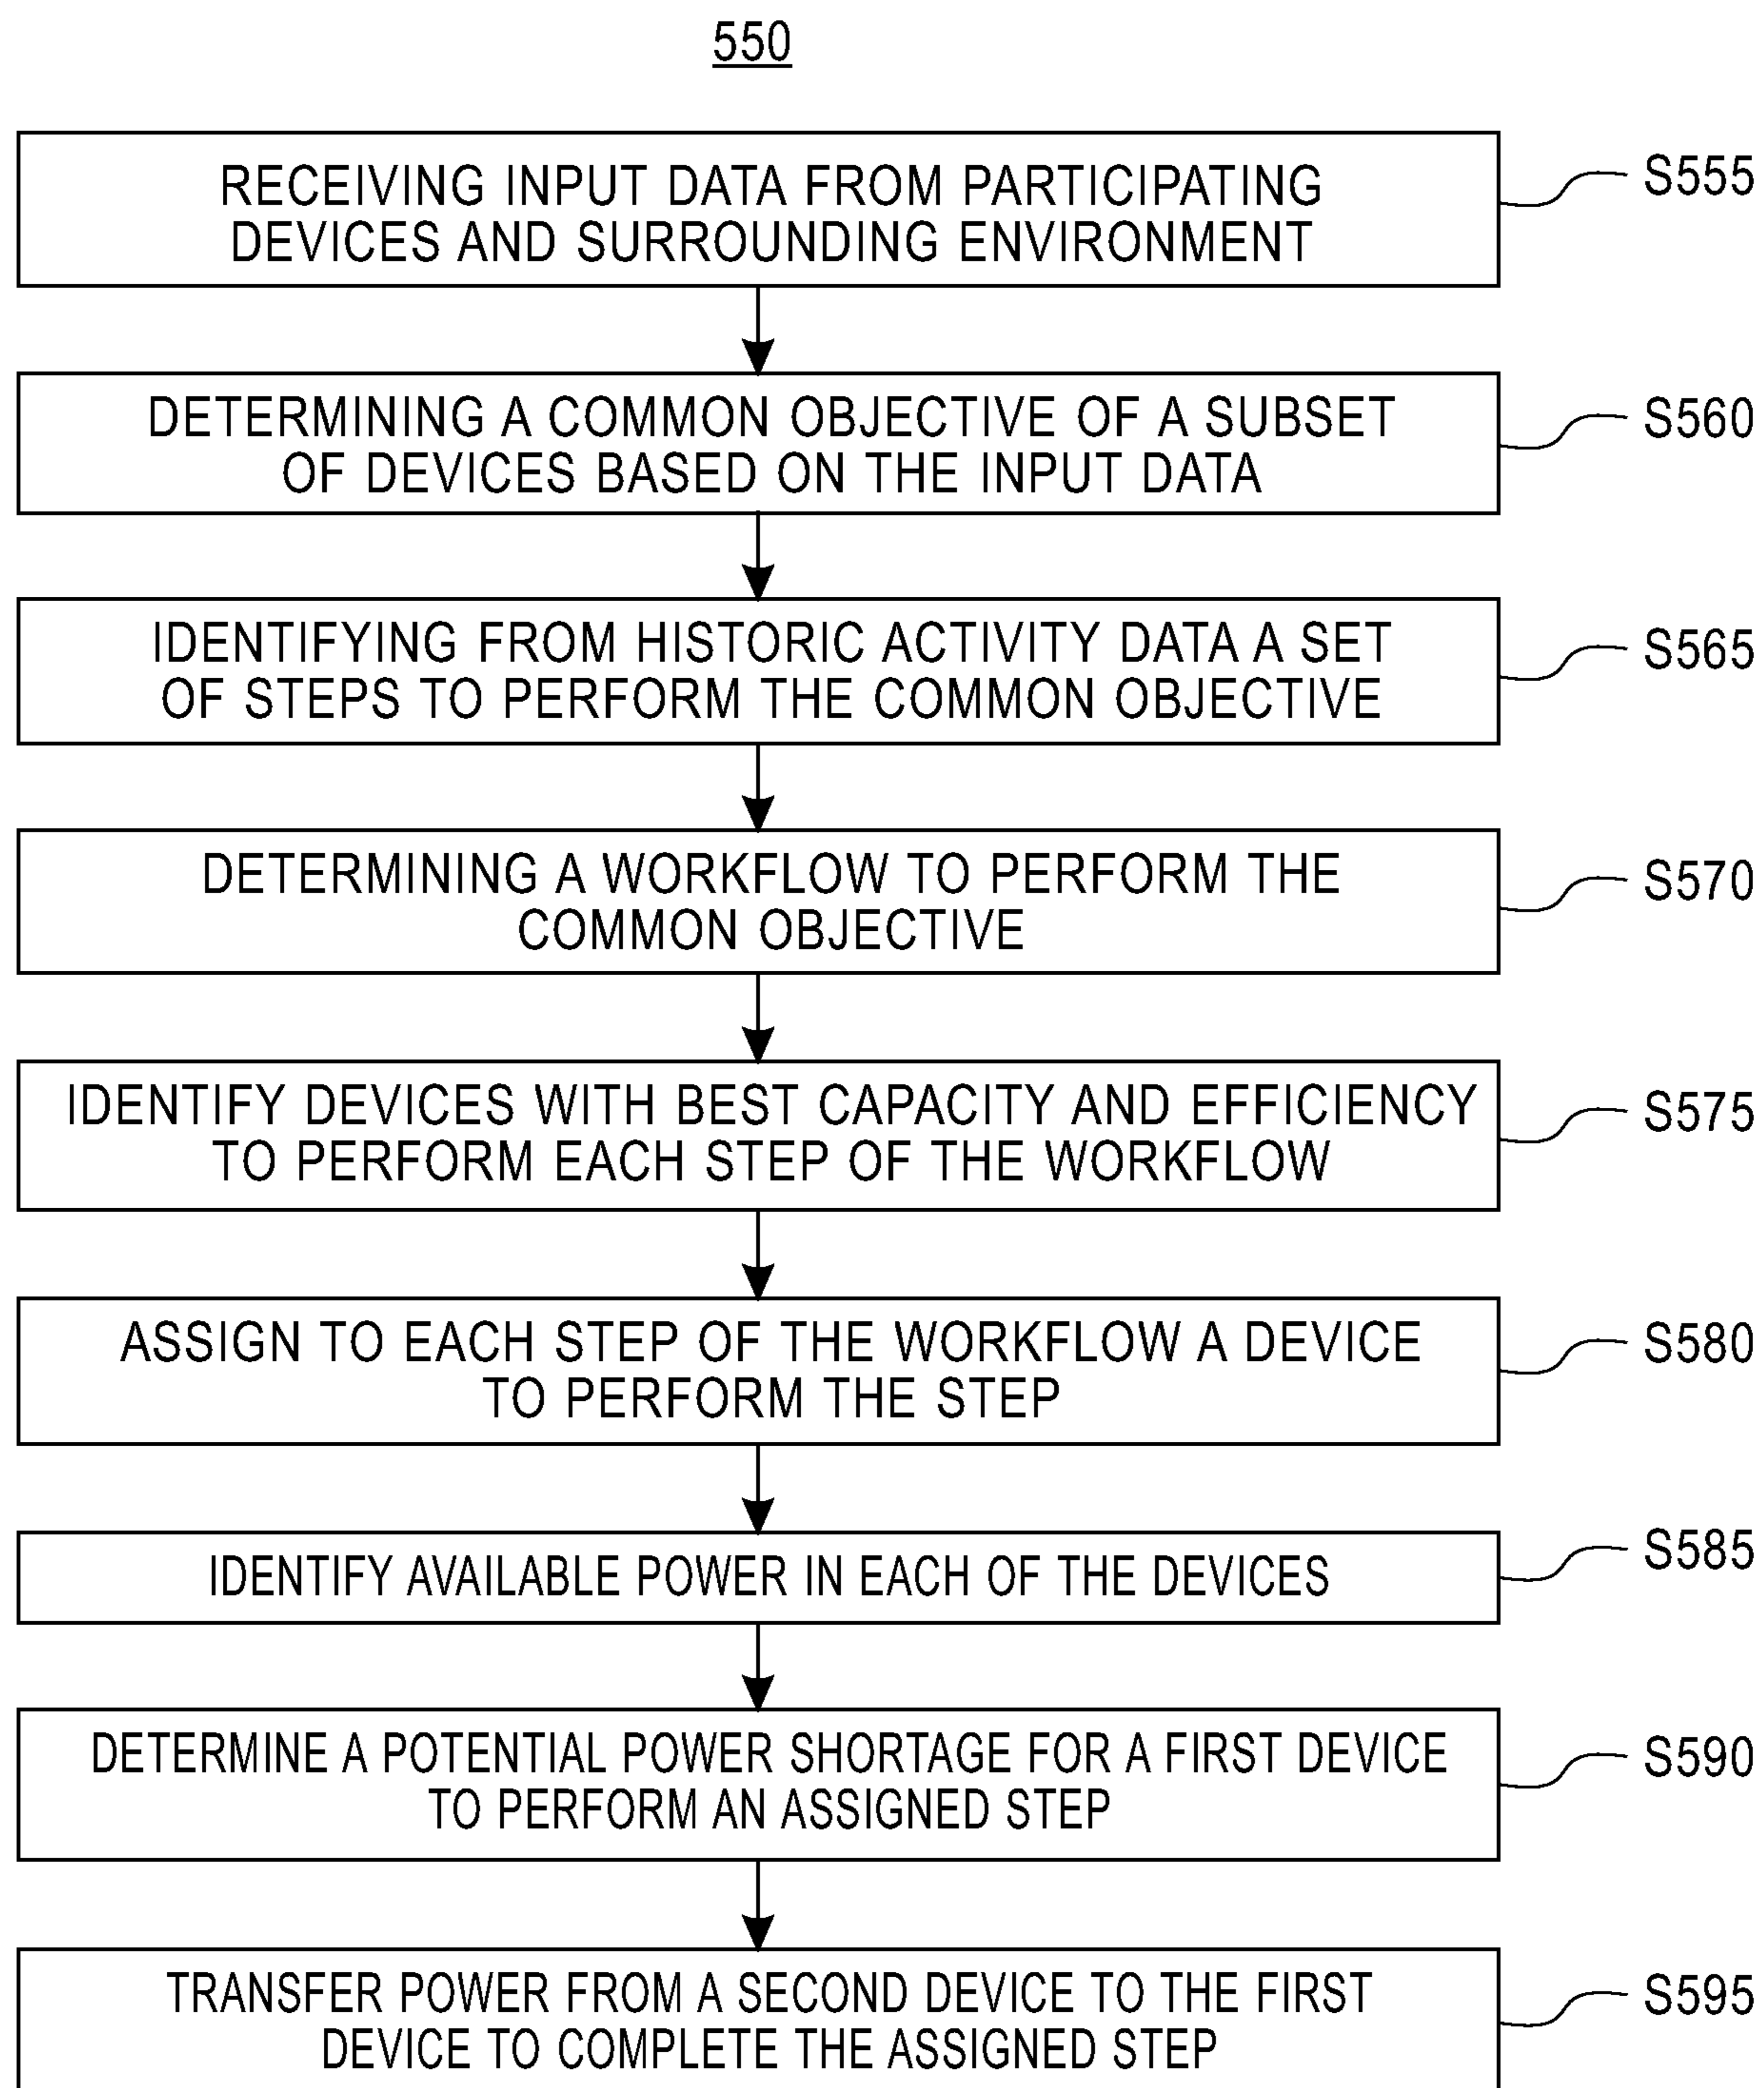 550
RECEIVING INPUT DATA FROM PARTICIPATING
DEVICES AND SURROUNDING ENVIRONMENT
S555
DETERMINING A COMMON OBJECTIVE OF A SUBSET
OF DEVICES BASED ON THE INPUT DATA
S560
IDENTIFYING FROM HISTORIC ACTIVITY DATA A SET
OF STEPS TO PERFORM THE COMMON OBJECTIVE
S565
DETERMINING A WORKFLOW TO PERFORM THE
COMMON OBJECTIVE
S570
IDENTIFY DEVICES WITH BEST CAPACITY AND EFFICIENCY
TO PERFORM EACH STEP OF THE WORKFLOW
S575
ASSIGN TO EACH STEP OF THE WORKFLOW A DEVICE
TO PERFORM THE STEP
S580
IDENTIFY AVAILABLE POWER IN EACH OF THE DEVICES
S585
DETERMINE A POTENTIAL POWER SHORTAGE FOR A FIRST DEVICE
TO PERFORM AN ASSIGNED STEP
S590
TRANSFER POWER FROM A SECOND DEVICE TO THE FIRST
DEVICE TO COMPLETE THE ASSIGNED STEP
S595